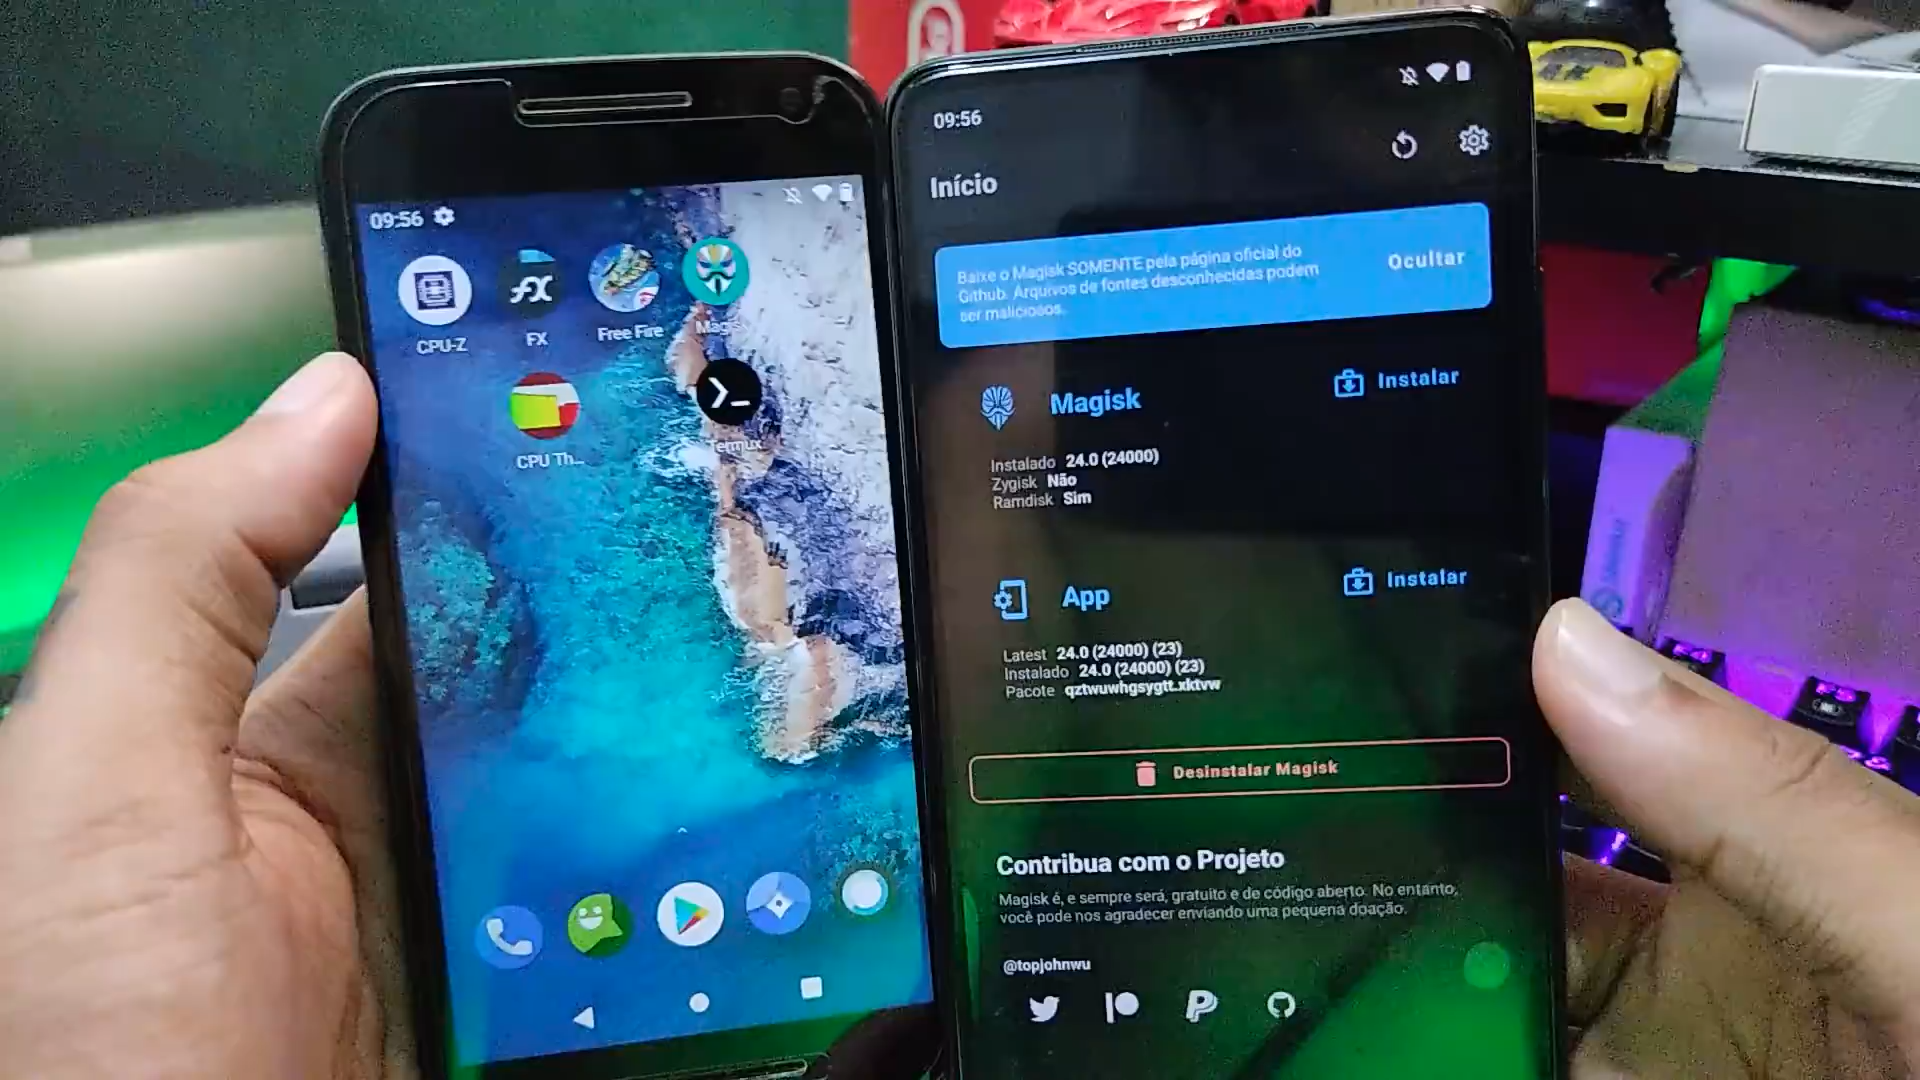 09:56
CPU-Z
FX
Free Fire
Magisk
CPU Th...
Termux
09:56
Início
Baixe o Magisk SOMENTE pela página oficial do
Github. Arquivos de fontes desconhecidas podem
ser maliciosos.
Ocultar
Magisk
Instalar
Instalado 24.0 (24000)
Zygisk Não
Ramdisk Sim
App
Instalar
Latest 24.0 (24000) (23)
Instalado 24.0 (24000) (23)
Pacote qztwuwhgsygtt.xktvw
Desinstalar Magisk
Contribua com o Projeto
Magisk é, e sempre será, gratuito e de código aberto. No entanto,
você pode nos agradecer enviando uma pequena doação.
@topjohnwu